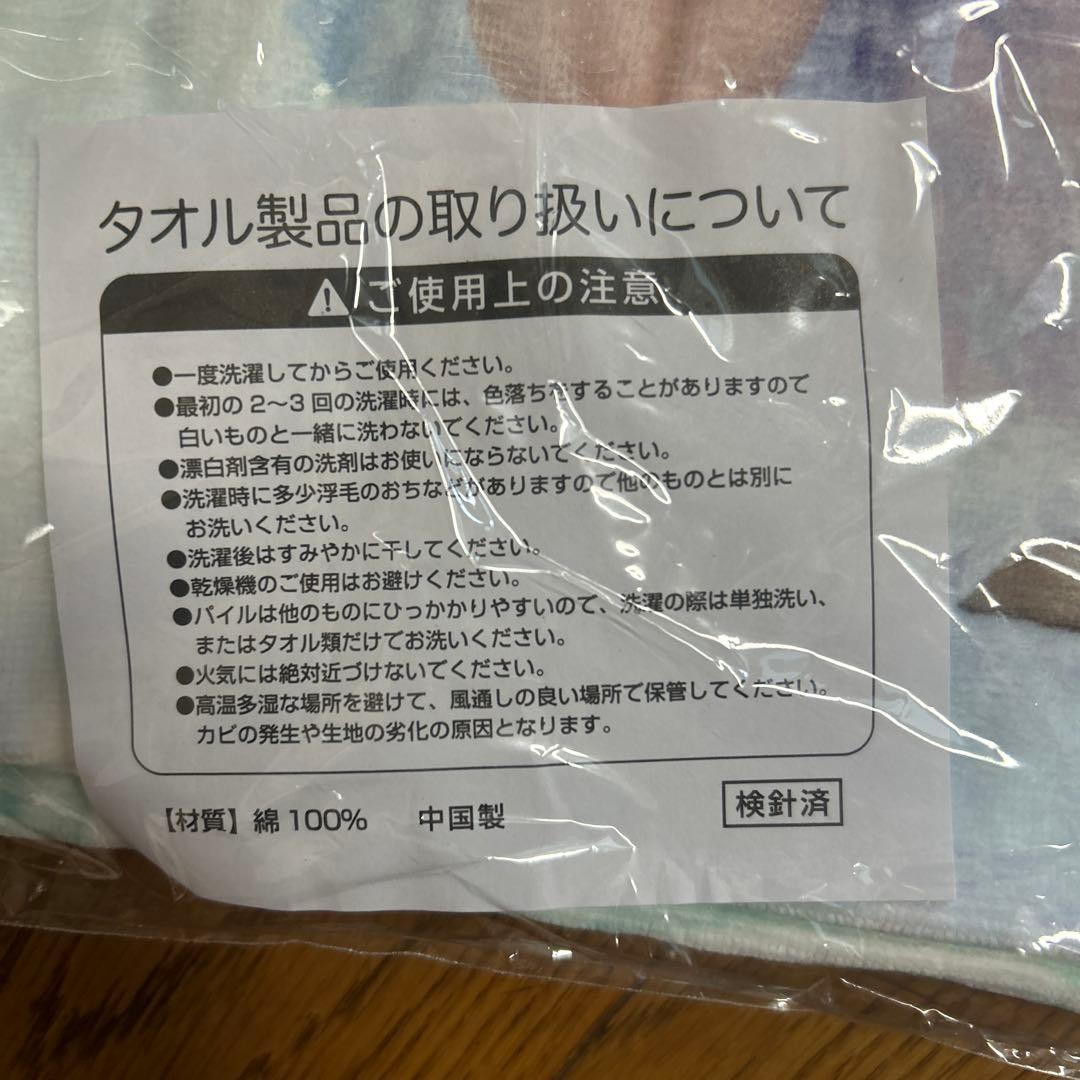 タオル製品の取り扱いについて
ご使用上の注意
●一度洗濯してからご使用ください。
●最初の2〜3回の洗濯時には、色落ちをすることがありますので
白いものと一緒に洗わないでください。
●漂白剤含有の洗剤はお使いにならないでください。
●洗濯時に多少浮毛のおちなどがありますので他のものとは別に
お洗いください。
●洗濯後はすみやかに干してください。
●乾燥機のご使用はお避けください。
●パイルは他のものにひっかかりやすいので、洗濯の際は単独洗い、
またはタオル類だけでお洗いください。
●火気には絶対近づけないでください。
●高温多湿な場所を避けて、風通しの良い場所で保管してください。
カビの発生や生地の劣化の原因となります。
【材質】綿100% 中国製 検針済